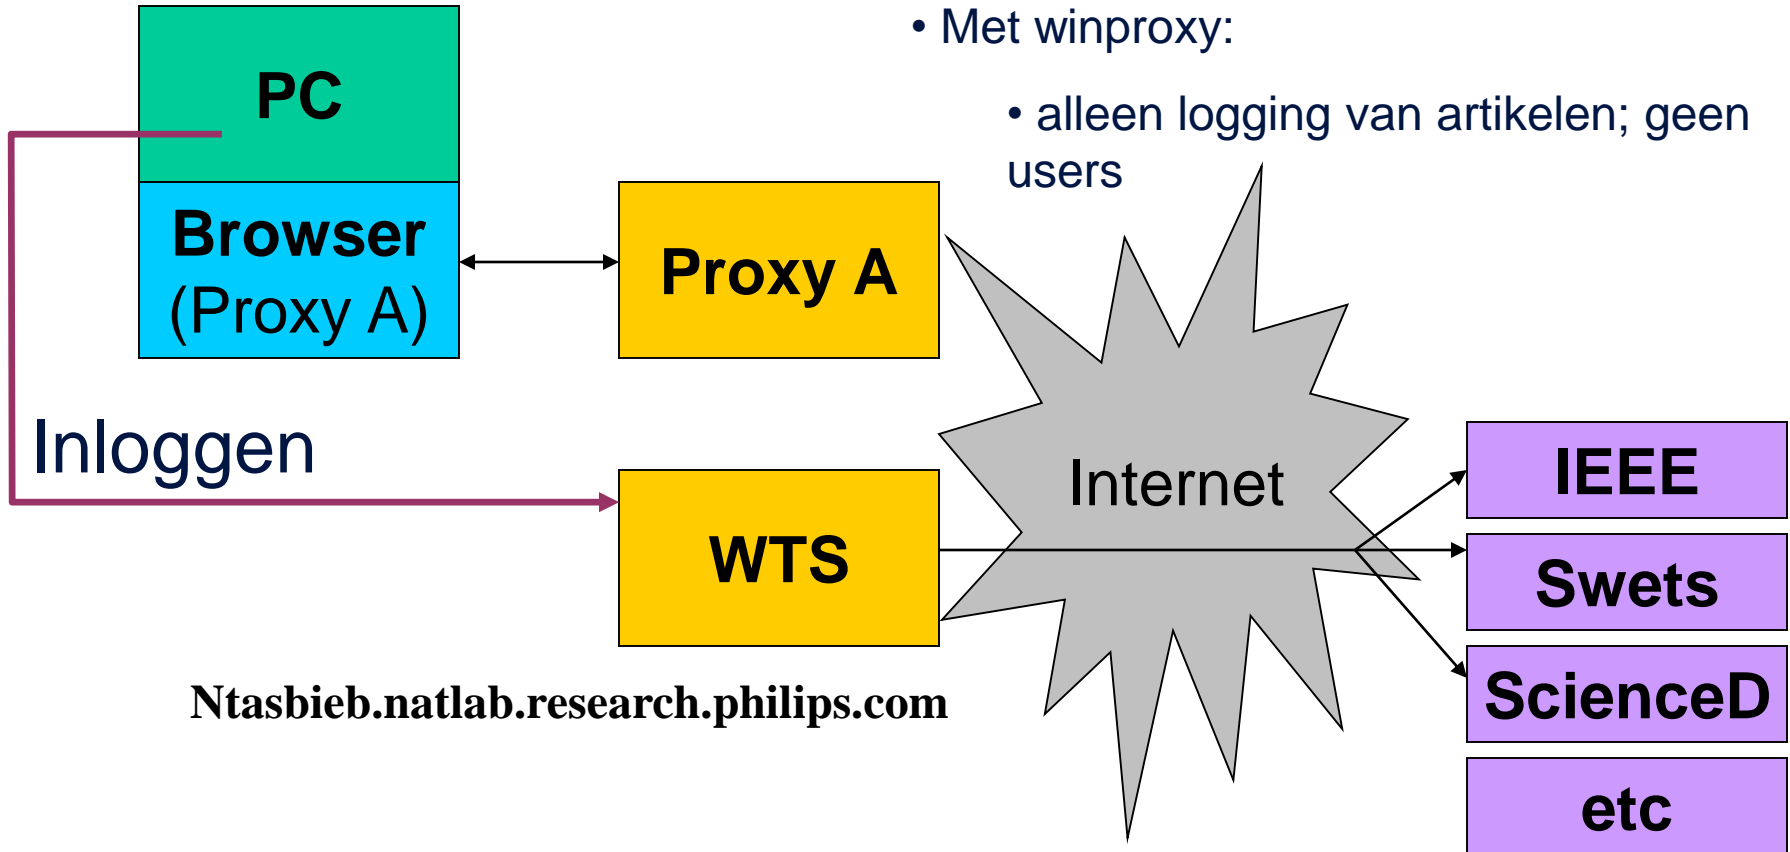 • Met winproxy:
• alleen logging van artikelen; geen
users
PC
Browser
(Proxy A)
Proxy A
Inloggen
WTS
Internet
IEEE
Swets
ScienceD
etc
Ntasbieb.natlab.research.philips.com